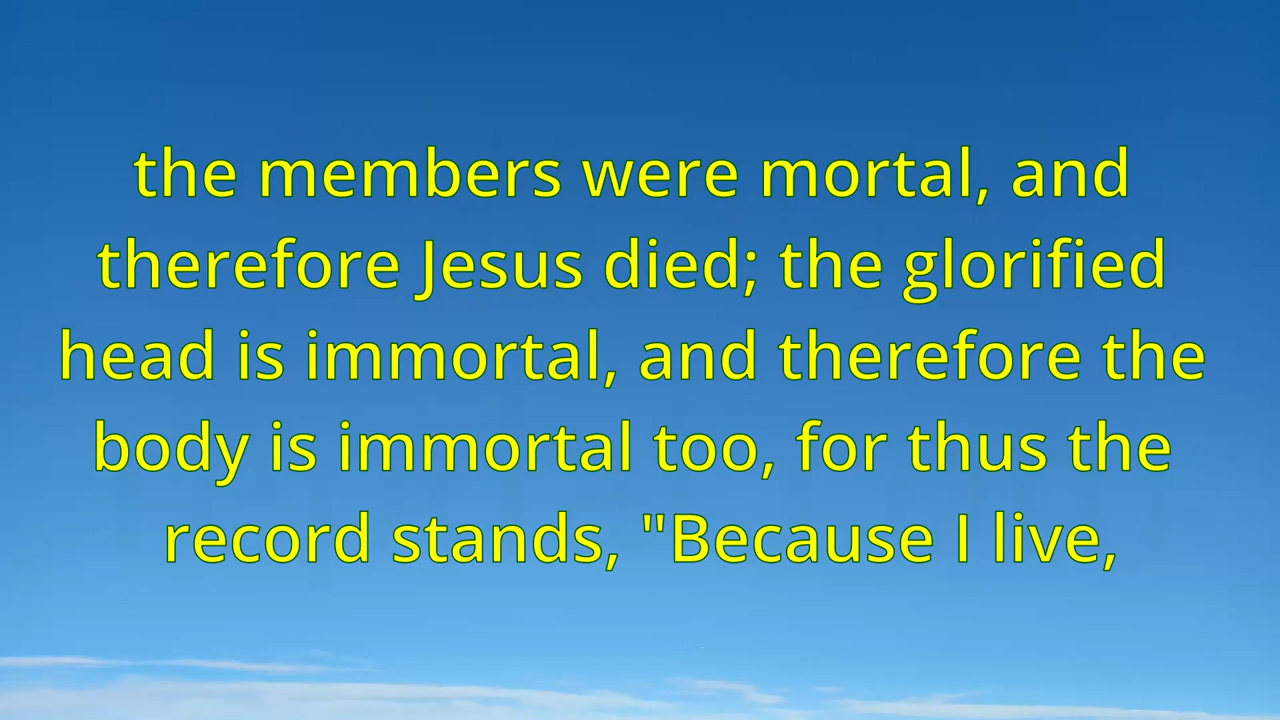 the members were mortal, and
therefore Jesus died; the glorified
head is immortal, and therefore the
body is immortal too, for thus the
record stands, "Because I live,